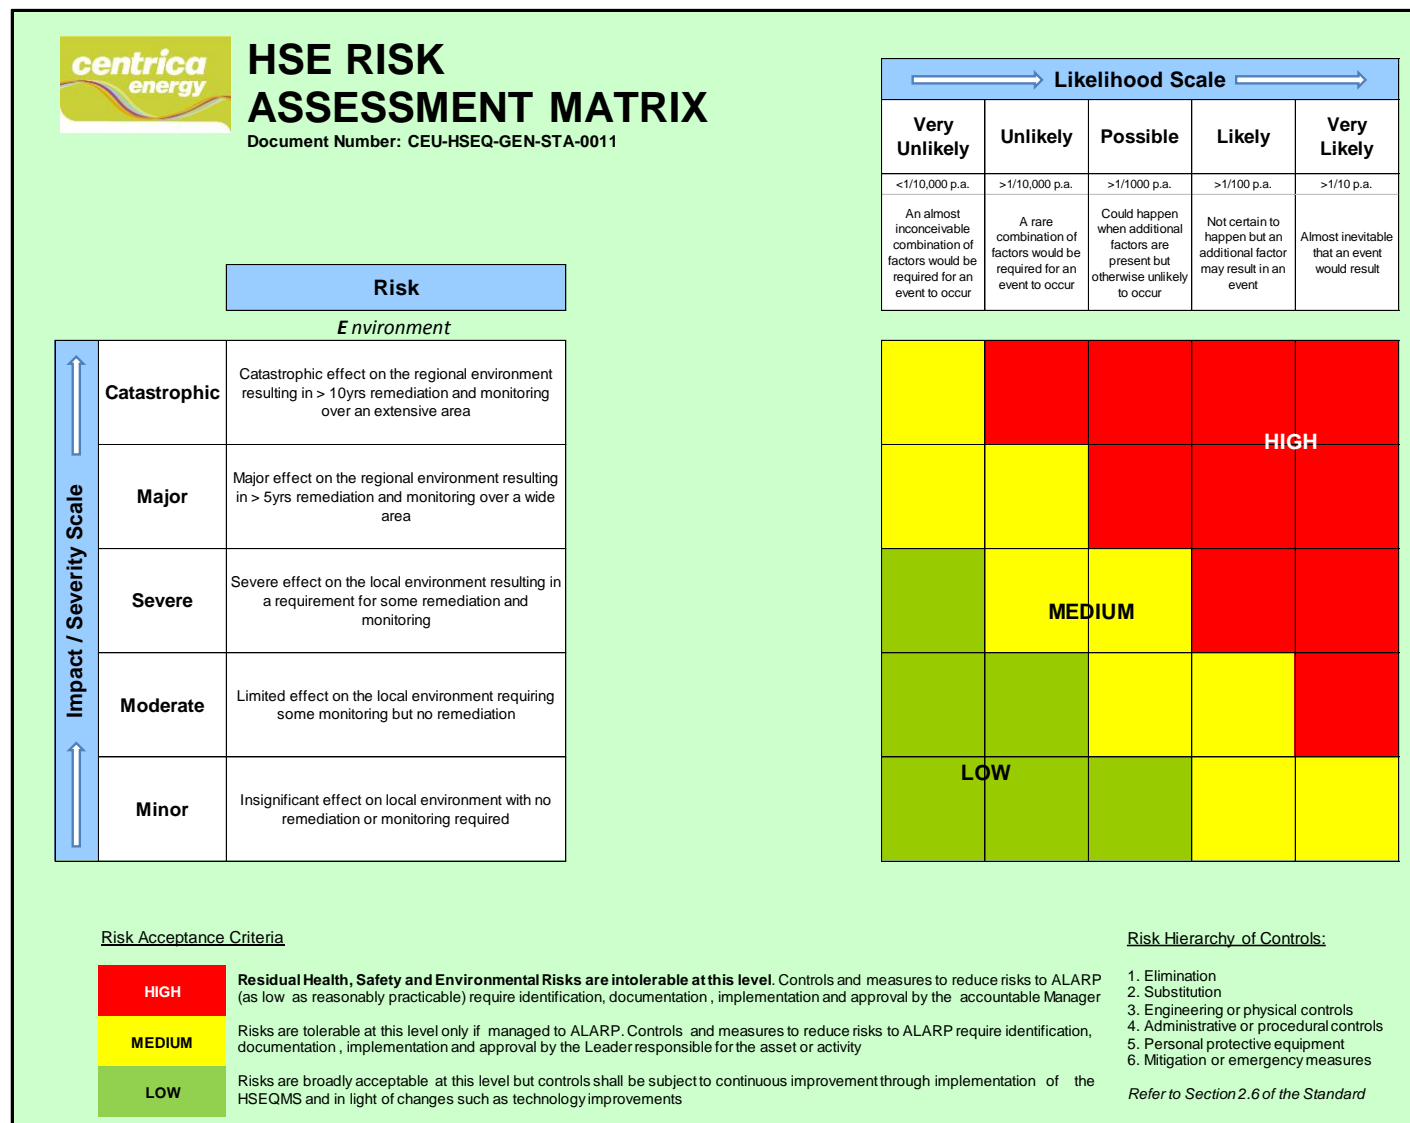 centrica
energy
HSE RISK
ASSESSMENT MATRIX
Document Number: CEU-HSEQ-GEN-STA-0011
Likelihood Scale
Very
Unlikely
Unlikely
Possible
Likely
Very
Likely
<1/10,000 p.a.
>1/10,000 p.a.
>1/1000 p.a.
>1/100 p.a.
>1/10 p.a.
An almost
inconceivable
combination of
factors would be
required for an
event to occur
A rare
combination of
factors would be
required for an
event to occur
Could happen
when additional
factors are
present but
otherwise unlikely
to occur
Not certain to
happen but an
additional factor
may result in an
event
Almost inevitable
that an event
would result
Risk
E nvironment
Impact / Severity Scale
Catastrophic
Catastrophic effect on the regional environment
resulting in > 10yrs remediation and monitoring
over an extensive area
Major
Major effect on the regional environment resulting
in > 5yrs remediation and monitoring over a wide
area
Severe
Severe effect on the local environment resulting in
a requirement for some remediation and
monitoring
Moderate
Limited effect on the local environment requiring
some monitoring but no remediation
Minor
Insignificant effect on local environment with no
remediation or monitoring required
HIGH
MEDIUM
LOW
Risk Acceptance Criteria
HIGH
Residual Health, Safety and Environmental Risks are intolerable at this level. Controls and measures to reduce risks to ALARP
(as low as reasonably practicable) require identification, documentation , implementation and approval by the accountable Manager
MEDIUM
Risks are tolerable at this level only if managed to ALARP. Controls and measures to reduce risks to ALARP require identification,
documentation , implementation and approval by the Leader responsible for the asset or activity
LOW
Risks are broadly acceptable at this level but controls shall be subject to continuous improvement through implementation of the
HSEQMS and in light of changes such as technology improvements
Risk Hierarchy of Controls:
1. Elimination
2. Substitution
3. Engineering or physical controls
4. Administrative or procedural controls
5. Personal protective equipment
6. Mitigation or emergency measures
Refer to Section 2.6 of the Standard